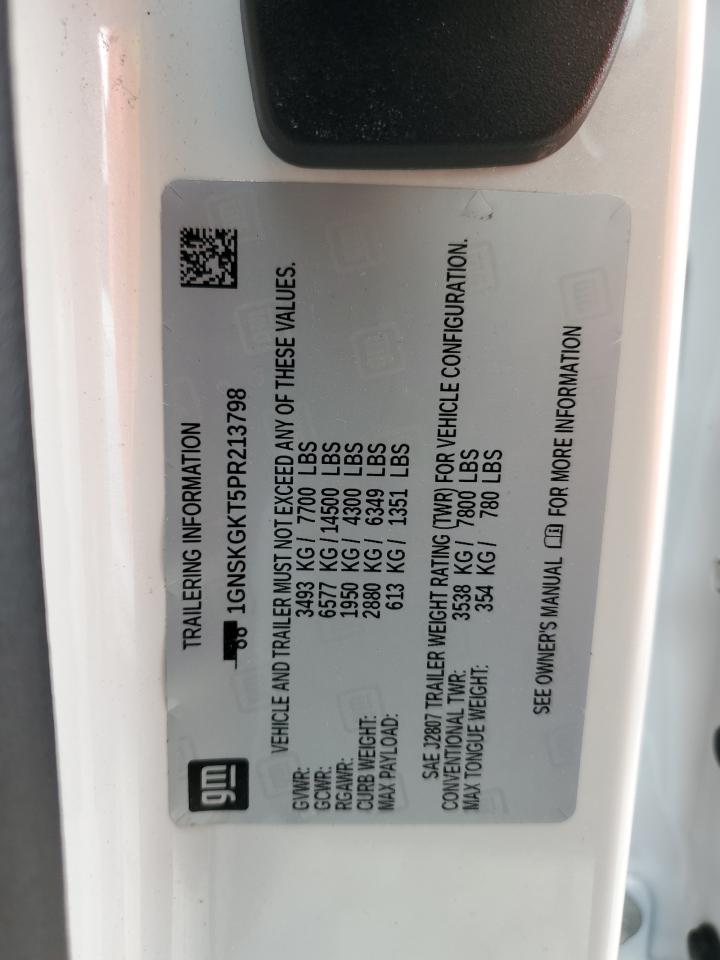 gm
TRAILERING INFORMATION
1GNSKGKT5PR213798
VEHICLE AND TRAILER MUST NOT EXCEED ANY OF THESE VALUES.
GVWR: 3493 KG / 7700 LBS
GCWR: 6577 KG / 14500 LBS
RGAWR: 1950 KG / 4300 LBS
CURB WEIGHT: 2880 KG / 6349 LBS
MAX PAYLOAD: 613 KG / 1351 LBS
SAE J2807 TRAILER WEIGHT RATING (TWR) FOR VEHICLE CONFIGURATION.
CONVENTIONAL TWR: 3538 KG / 7800 LBS
MAX TONGUE WEIGHT: 354 KG / 780 LBS
SEE OWNER'S MANUAL FOR MORE INFORMATION